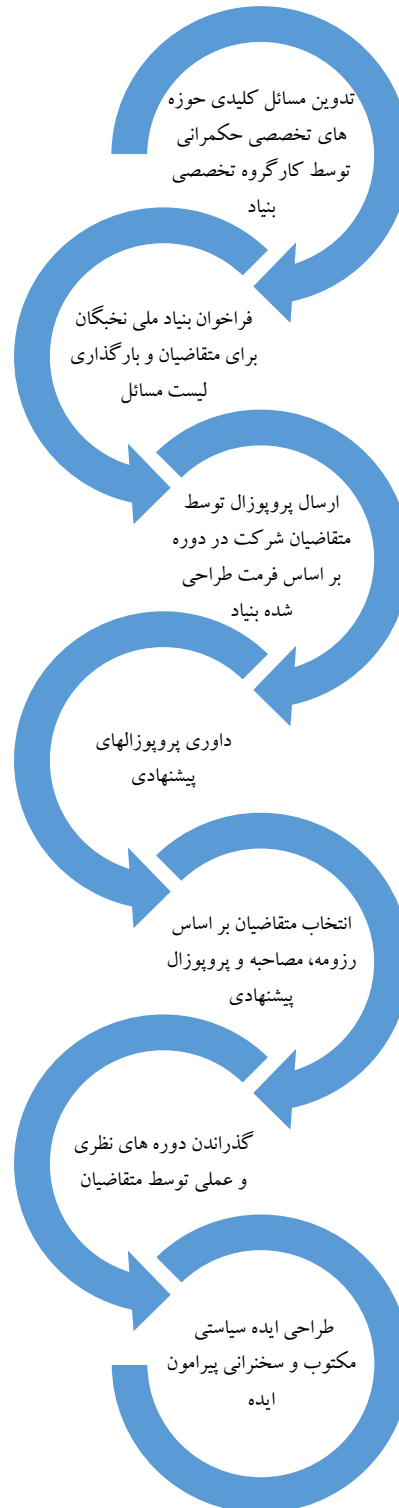 تدوین مسائل کلیدی حوزه
های تخصصی حکمرانی
توسط کارگروه تخصصی
بنیاد
فراخوان بنیاد ملی نخبگان
برای متقاضیان و بارگذاری
لیست مسائل
ارسال پروپوزال توسط
متقاضیان شرکت در دوره
بر اساس فرمت طراحی
شده بنیاد
داوری پروپوزالهای
پیشنهادی
انتخاب متقاضیان بر اساس
رزومه، مصاحبه و پروپوزال
پیشنهادی
گذراندن دوره های نظری
و عملی توسط متقاضیان
طراحی ایده سیاستی
مکتوب و سخنرانی پیرامون
ایده